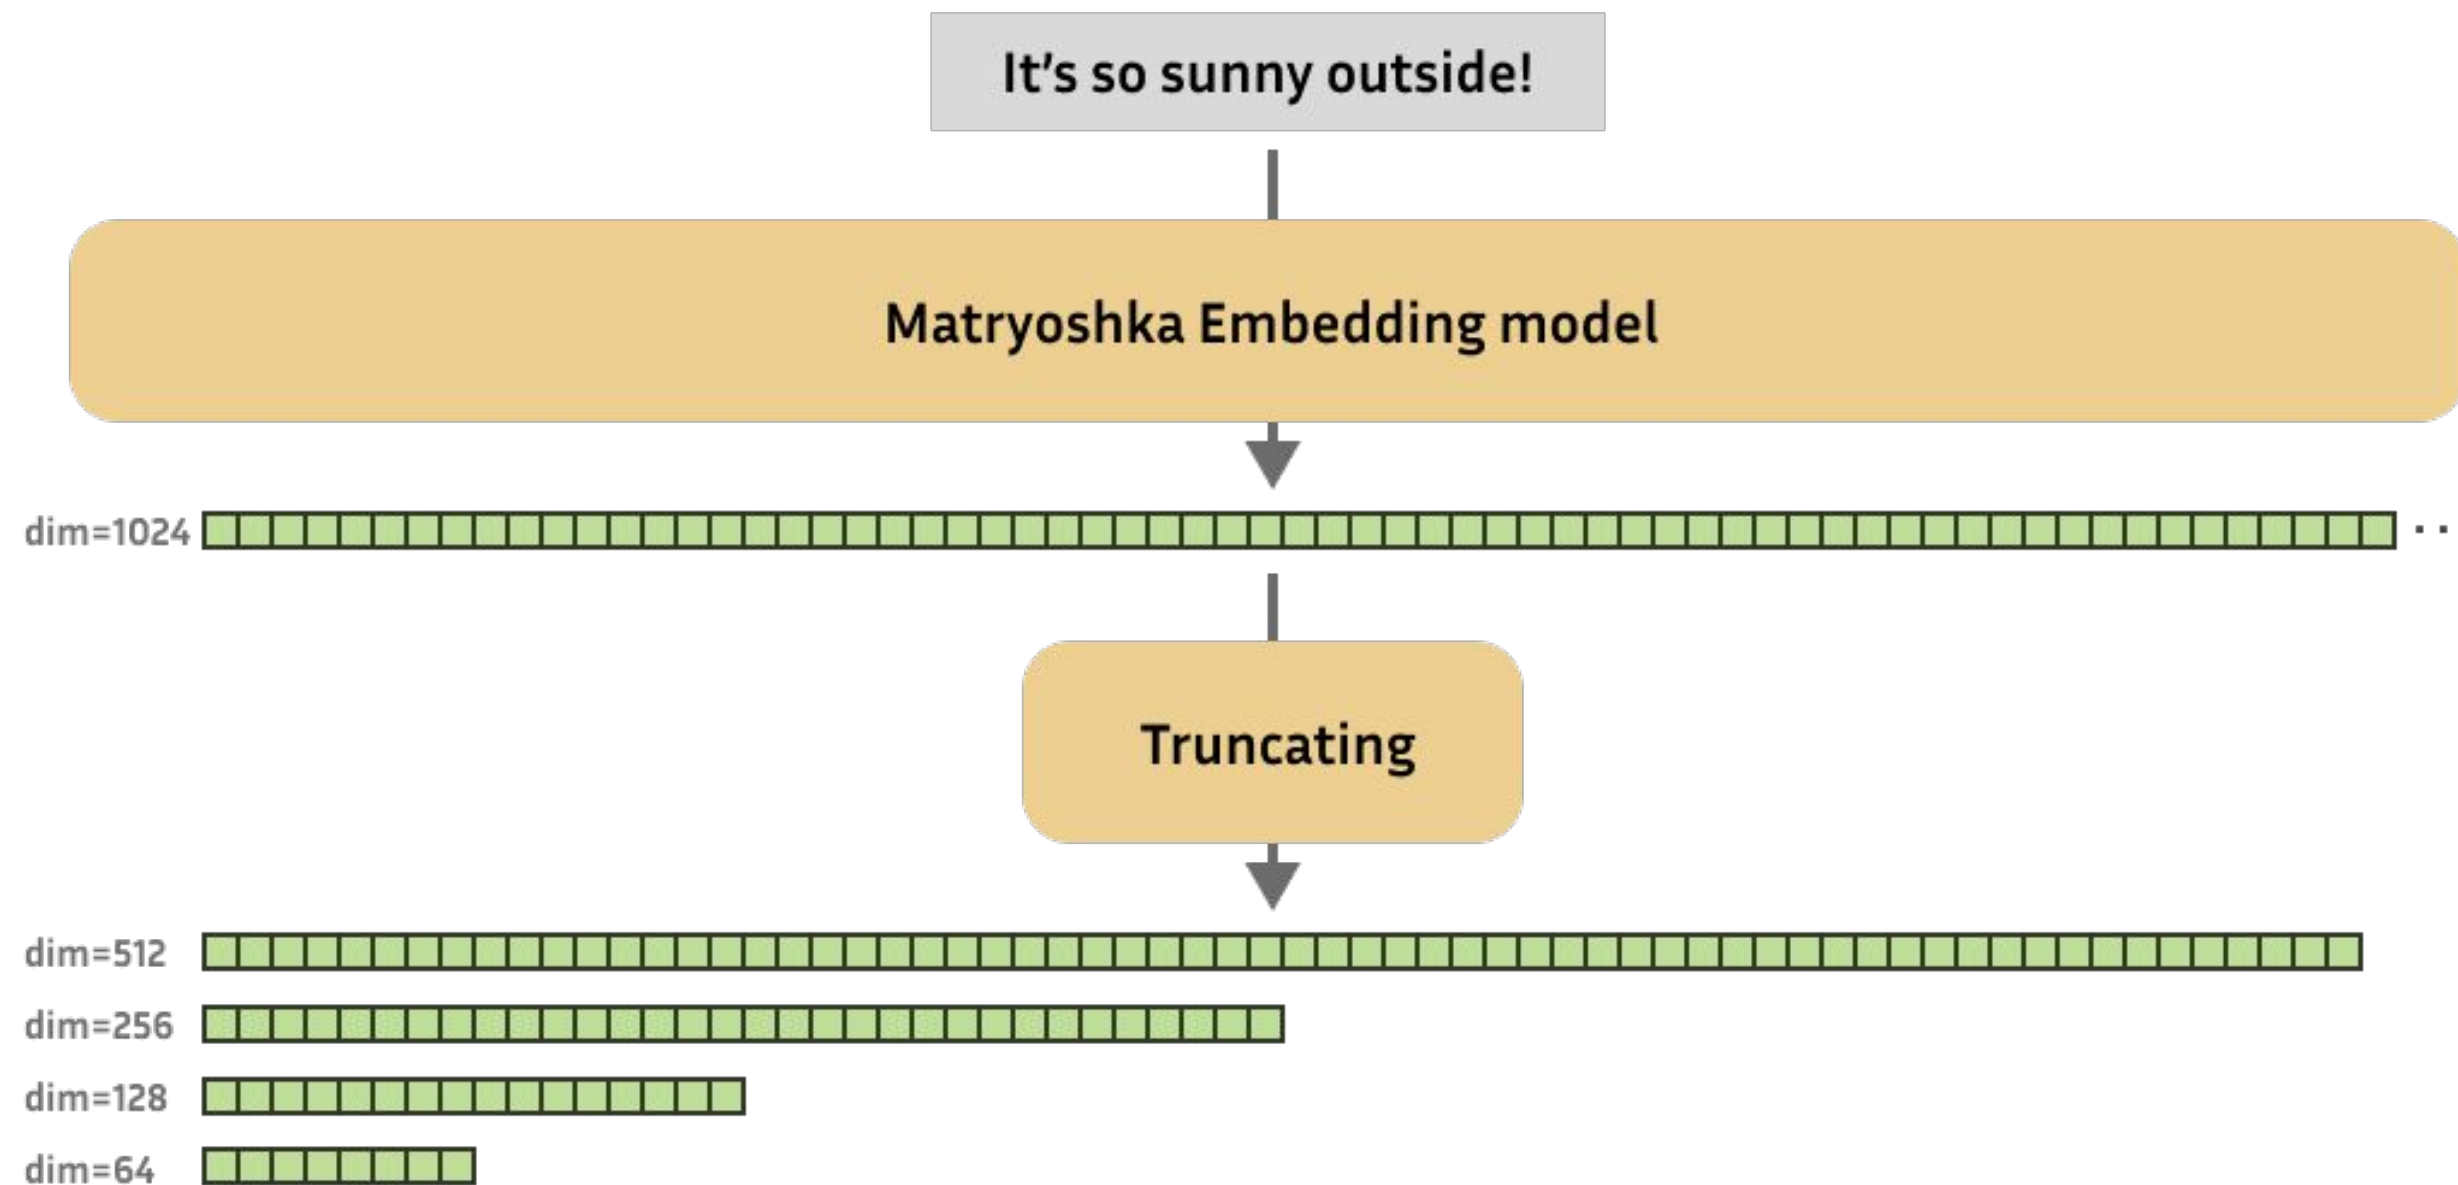 It's so sunny outside!
Matryoshka Embedding model
dim=1024
Truncating
dim=512
dim=256
dim=128
dim=64